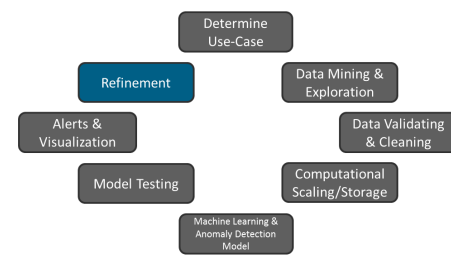 Determine
Use-Case
Refinement
Data Mining &
Exploration
Alerts &
Visualization
Data Validating
& Cleaning
Model Testing
Computational
Scaling/Storage
Machine Learning &
Anomaly Detection
Model